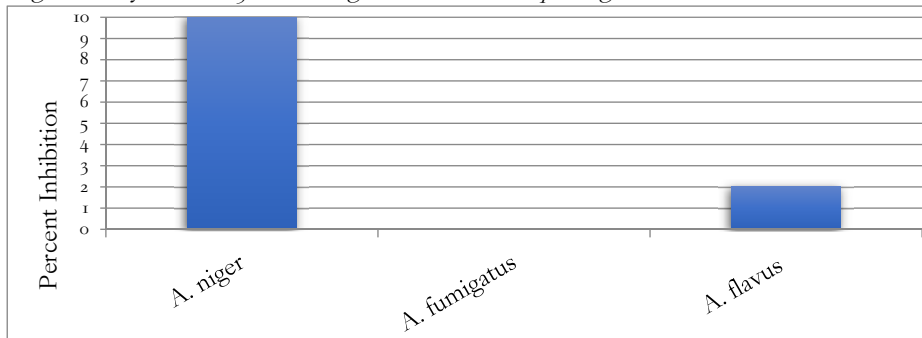 10
9
8
7
6
5
4
3
2
1
0
Percent Inhibition
A. niger
A. fumigatus
A. flavus